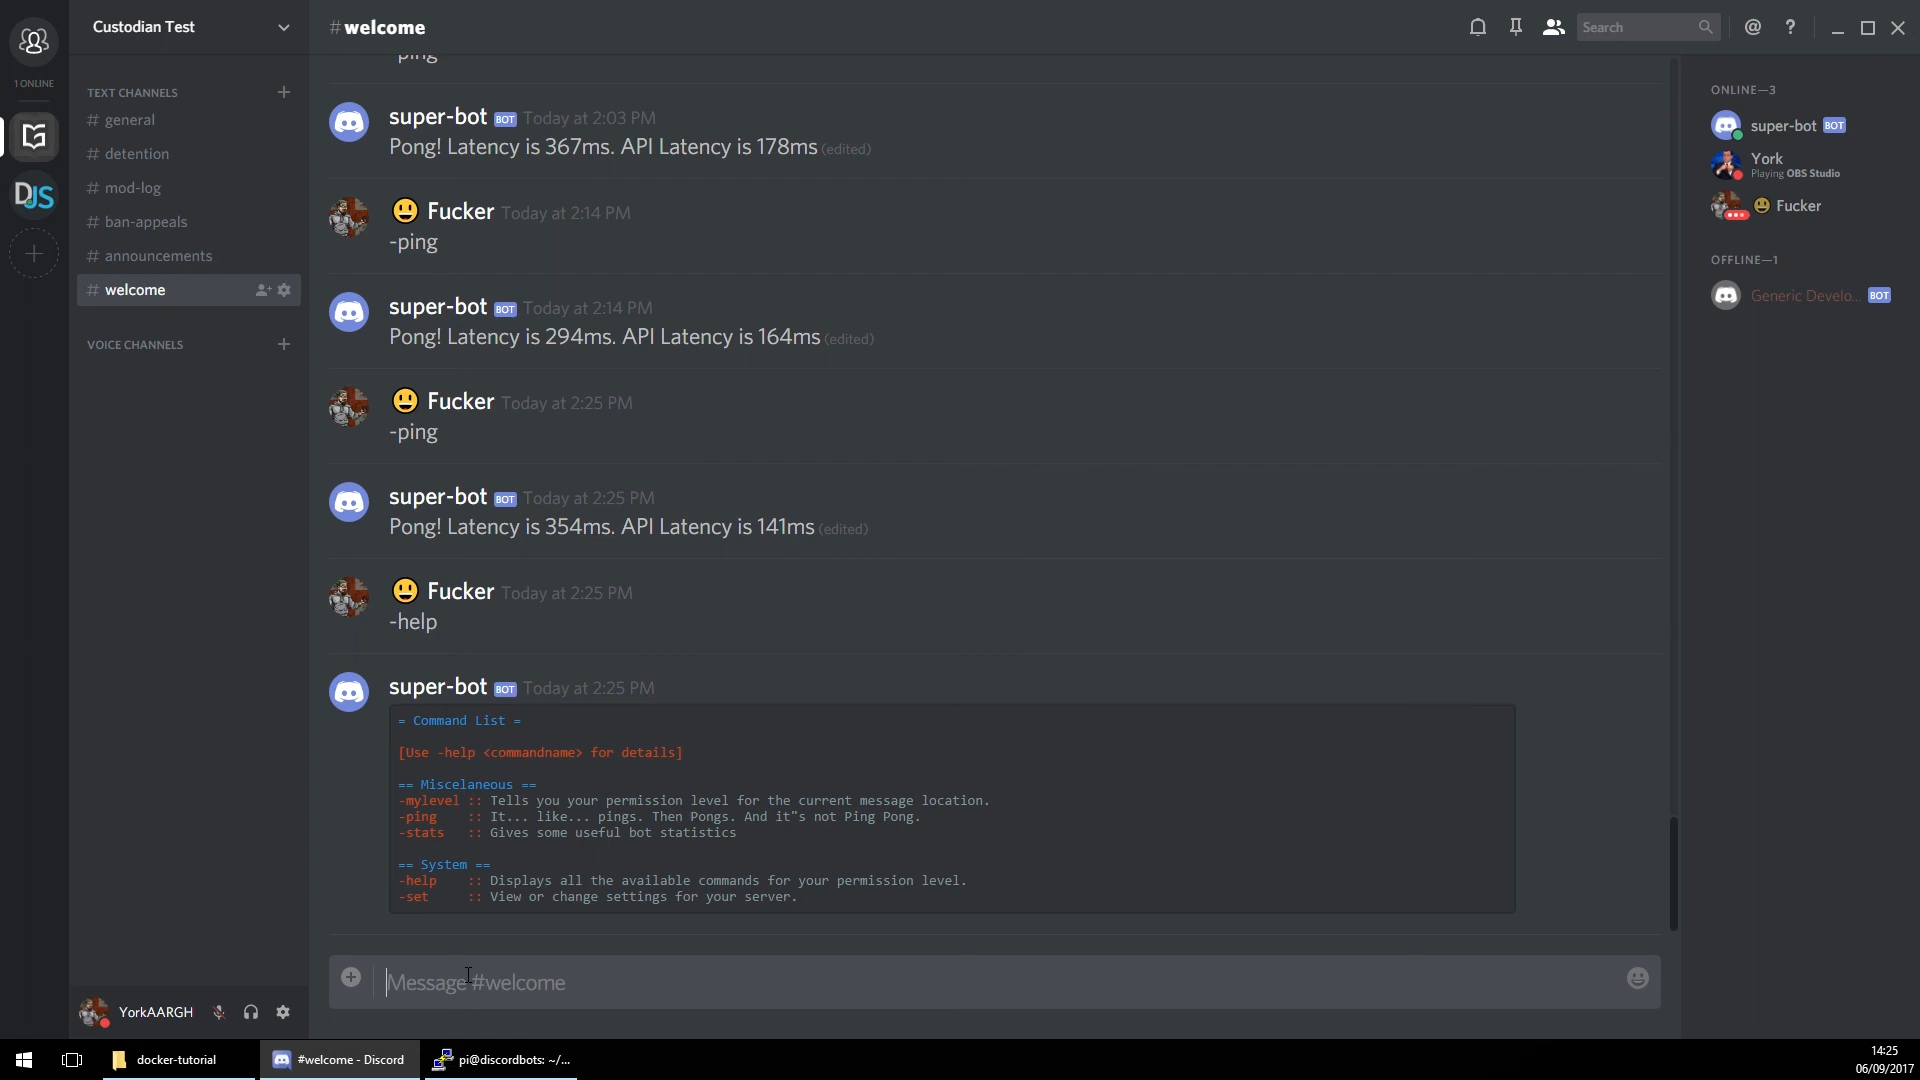 Custodian Test
#welcome
Search
1 ONLINE
TEXT CHANNELS
# general
# detention
# mod-log
# ban-appeals
# announcements
# welcome
VOICE CHANNELS
DJS
-ping
super-bot BOT Today at 2:03 PM
Pong! Latency is 367ms. API Latency is 178ms (edited)
😃 Fucker Today at 2:14 PM
-ping
super-bot BOT Today at 2:14 PM
Pong! Latency is 294ms. API Latency is 164ms (edited)
😃 Fucker Today at 2:25 PM
-ping
super-bot BOT Today at 2:25 PM
Pong! Latency is 354ms. API Latency is 141ms (edited)
😃 Fucker Today at 2:25 PM
-help
super-bot BOT Today at 2:25 PM
= Command List =
[Use -help <commandname> for details]
== Miscelaneous ==
-mylevel :: Tells you your permission level for the current message location.
-ping :: It... like... pings. Then Pongs. And it"s not Ping Pong.
-stats :: Gives some useful bot statistics
== System ==
-help :: Displays all the available commands for your permission level.
-set :: View or change settings for your server.
Message #welcome
ONLINE—3
super-bot BOT
York
Playing OBS Studio
😃 Fucker
OFFLINE—1
Generic Develo... BOT
YorkAARGH
docker-tutorial
#welcome - Discord
pi@discordbots: ~/...
14:25
06/09/2017